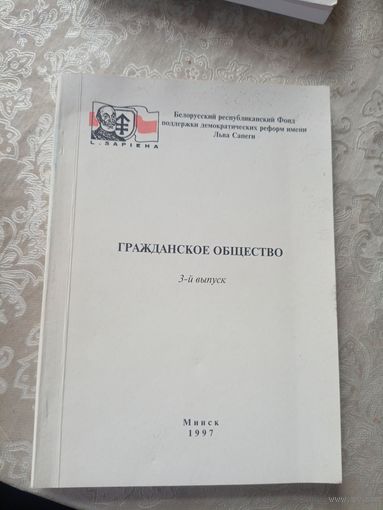 Белорусский республиканский Фонд
поддержки демократических реформ имени
Льва Сапеги
L.SAPIEHA
ГРАЖДАНСКОЕ ОБЩЕСТВО
3-й выпуск
Минск
1997